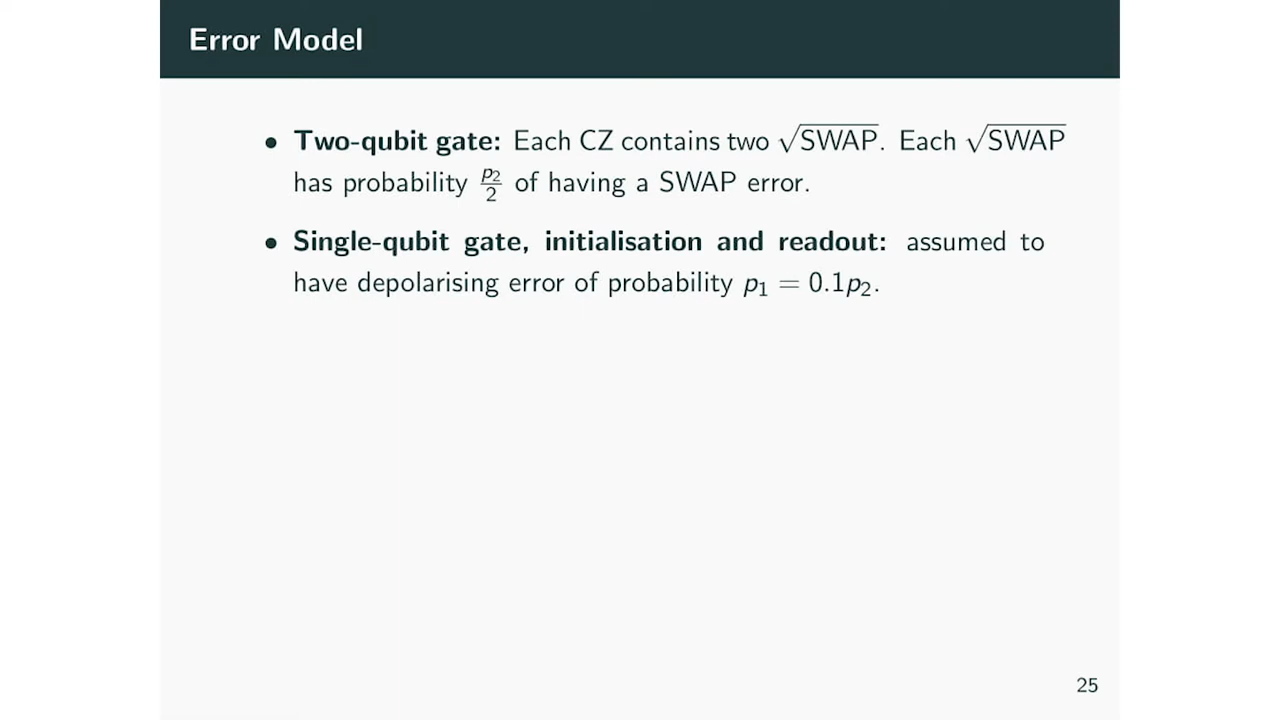 Error Model
• Two-qubit gate: Each CZ contains two √SWAP. Each √SWAP
has probability p₂/2 of having a SWAP error.
• Single-qubit gate, initialisation and readout: assumed to
have depolarising error of probability p₁ = 0.1p₂.
25